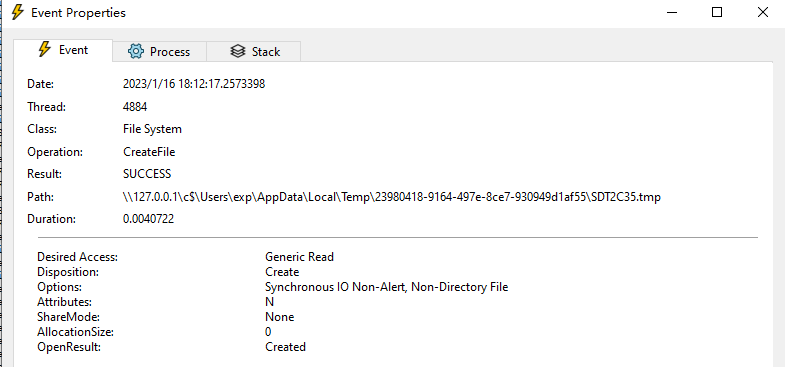 Event Properties
Event Process Stack
Date: 2023/1/16 18:12:17.2573398
Thread: 4884
Class: File System
Operation: CreateFile
Result: SUCCESS
Path: \\127.0.0.1\c$\Users\exp\AppData\Local\Temp\23980418-9164-497e-8ce7-930949d1af55\SDT2C35.tmp
Duration: 0.0040722
Desired Access: Generic Read
Disposition: Create
Options: Synchronous IO Non-Alert, Non-Directory File
Attributes: N
ShareMode: None
AllocationSize: 0
OpenResult: Created